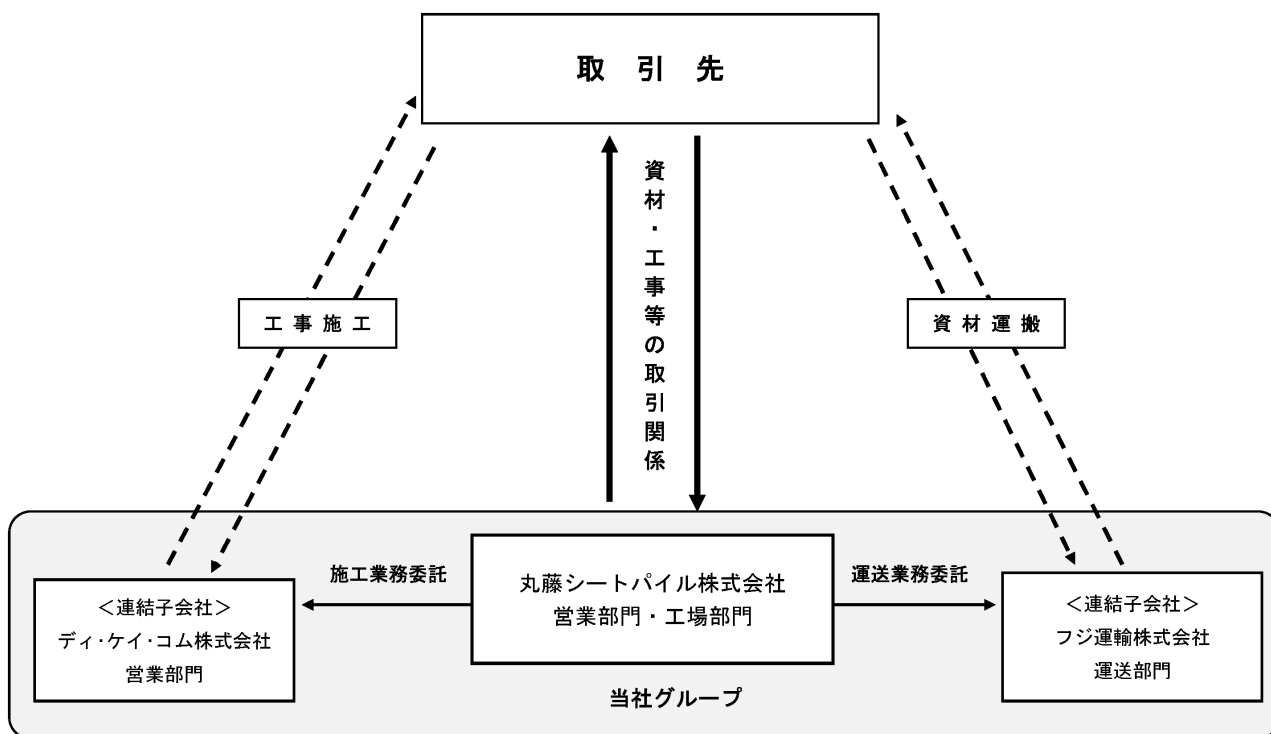 取引先
資材・工事等の取引関係
工事施工
資材運搬
施工業務委託
丸藤シートパイル株式会社
営業部門・工場部門
運送業務委託
＜連結子会社＞
ディ・ケイ・コム株式会社
営業部門
＜連結子会社＞
フジ運輸株式会社
運送部門
当社グループ